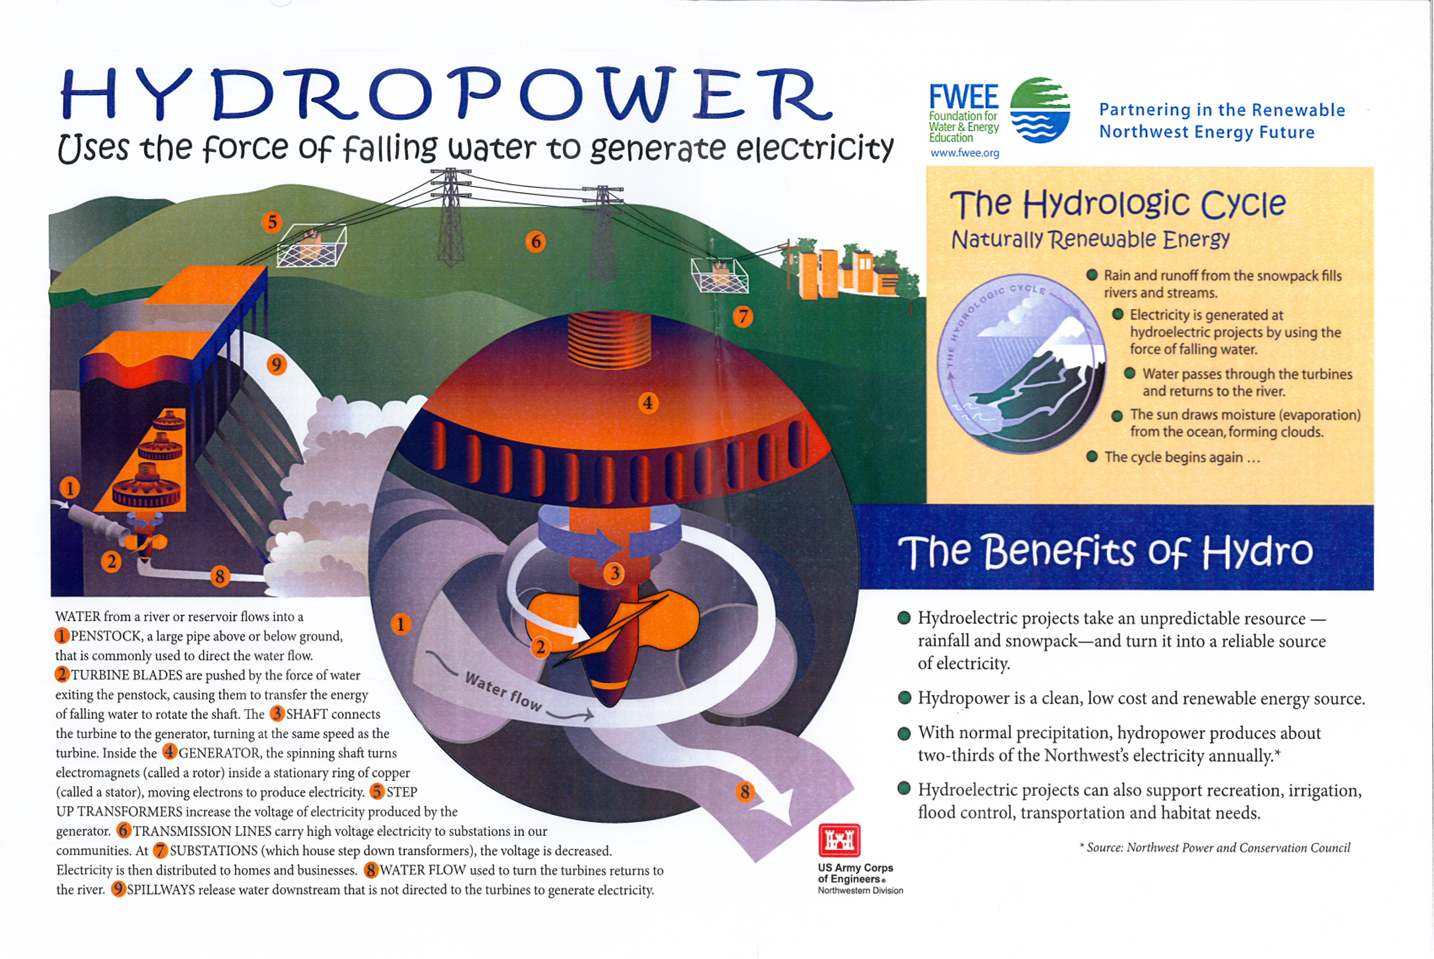 HYDROPOWER
Uses the force of falling water to generate electricity
FWEE
Foundation for
Water & Energy
Education
www.fwee.org
Partnering in the Renewable
Northwest Energy Future
5
6
7
9
4
1
2
8
3
1
2
Water flow
8
The Hydrologic Cycle
Naturally Renewable Energy
THE HYDROLOGIC CYCLE
Rain and runoff from the snowpack fills
rivers and streams.
Electricity is generated at
hydroelectric projects by using the
force of falling water.
Water passes through the turbines
and returns to the river.
The sun draws moisture (evaporation)
from the ocean, forming clouds.
The cycle begins again ...
The Benefits of Hydro
Hydroelectric projects take an unpredictable resource —
rainfall and snowpack—and turn it into a reliable source
of electricity.
Hydropower is a clean, low cost and renewable energy source.
With normal precipitation, hydropower produces about
two-thirds of the Northwest's electricity annually.*
Hydroelectric projects can also support recreation, irrigation,
flood control, transportation and habitat needs.
* Source: Northwest Power and Conservation Council
WATER from a river or reservoir flows into a
1 PENSTOCK, a large pipe above or below ground,
that is commonly used to direct the water flow.
2 TURBINE BLADES are pushed by the force of water
exiting the penstock, causing them to transfer the energy
of falling water to rotate the shaft. The 3 SHAFT connects
the turbine to the generator, turning at the same speed as the
turbine. Inside the 4 GENERATOR, the spinning shaft turns
electromagnets (called a rotor) inside a stationary ring of copper
(called a stator), moving electrons to produce electricity. 5 STEP
UP TRANSFORMERS increase the voltage of electricity produced by the
generator. 6 TRANSMISSION LINES carry high voltage electricity to substations in our
communities. At 7 SUBSTATIONS (which house step down transformers), the voltage is decreased.
Electricity is then distributed to homes and businesses. 8 WATER FLOW used to turn the turbines returns to
the river. 9 SPILLWAYS release water downstream that is not directed to the turbines to generate electricity.
US Army Corps
of Engineers®
Northwestern Division